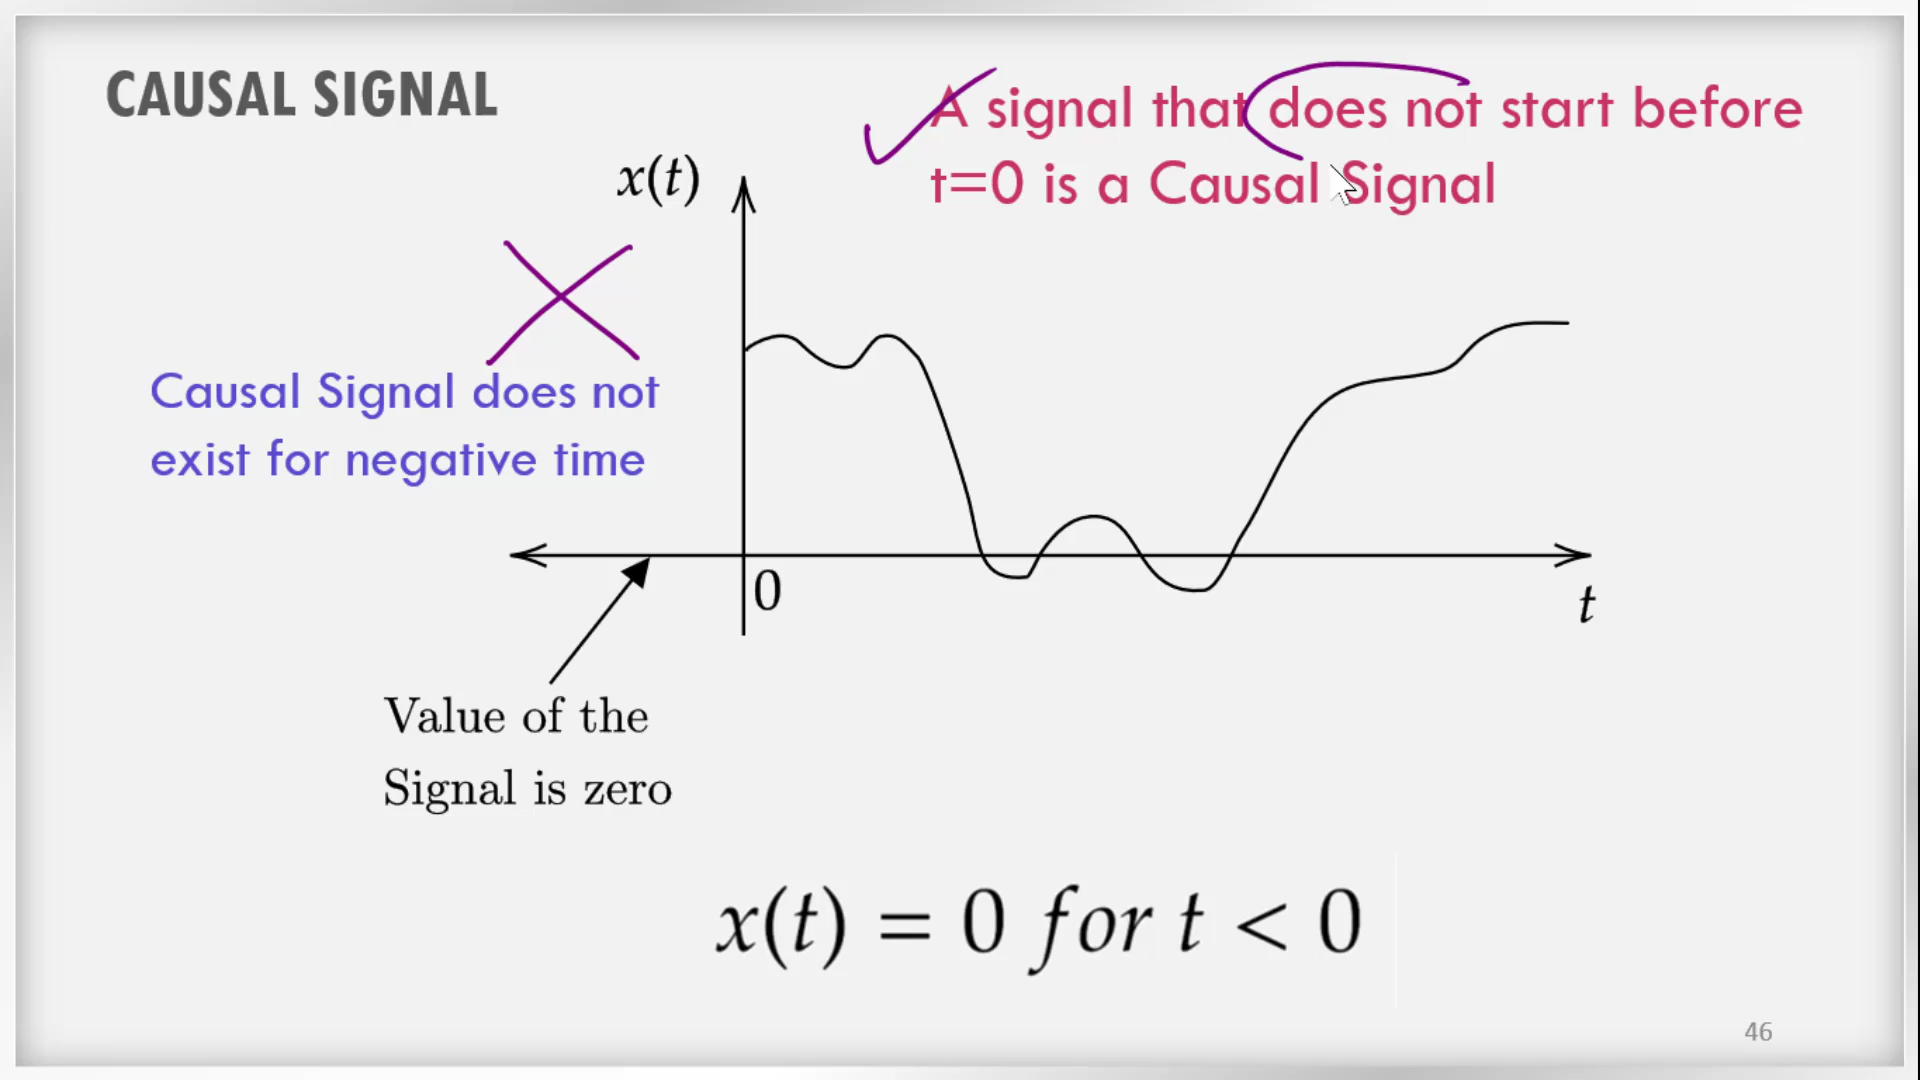 CAUSAL SIGNAL
A signal that does not start before
t=0 is a Causal Signal
x(t)
Causal Signal does not
exist for negative time
0
t
Value of the
Signal is zero
x(t) = 0 for t < 0
46